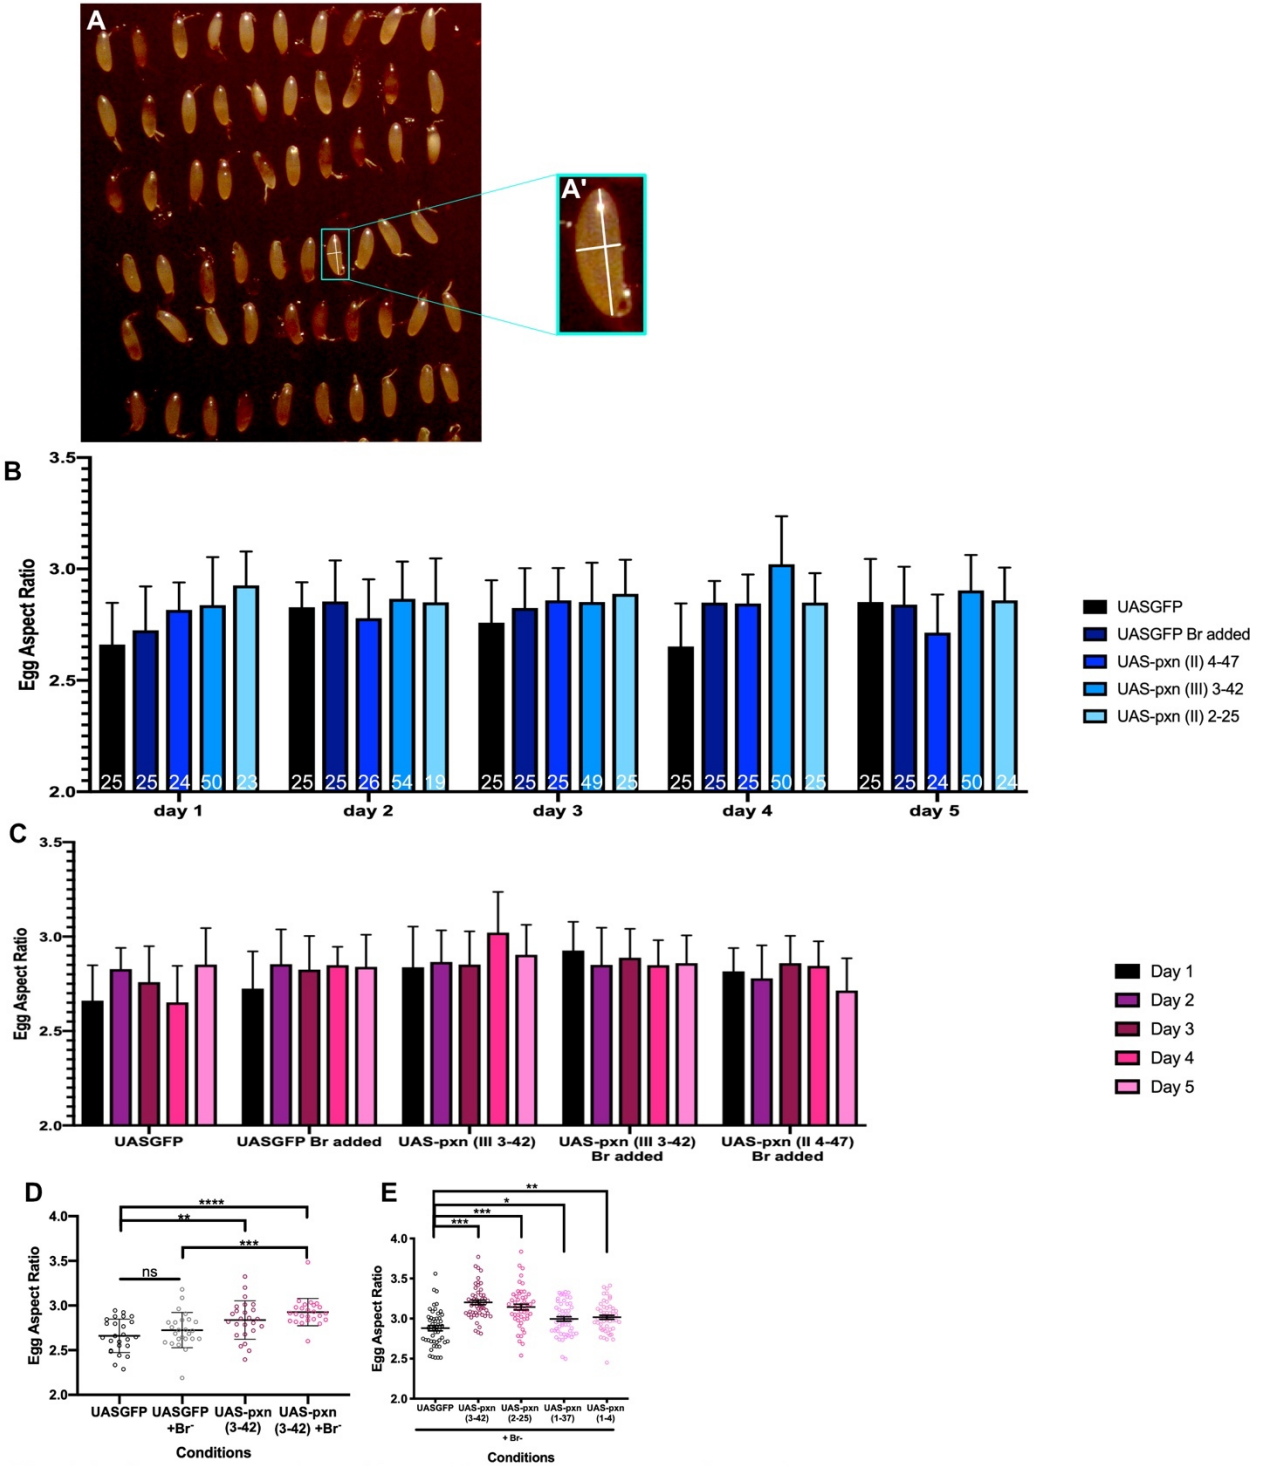 A
A'
B
3.5
3.0
2.5
2.0
Egg Aspect Ratio
25 25 24 50 23 25 25 26 54 19 25 25 25 49 25 25 25 25 50 25 25 25 24 50 24
day 1 day 2 day 3 day 4 day 5
UASGFP
UASGFP Br added
UAS-pxn (II) 4-47
UAS-pxn (III) 3-42
UAS-pxn (II) 2-25
C
3.5
3.0
2.5
2.0
Egg Aspect Ratio
UASGFP UASGFP Br added UAS-pxn (III 3-42) UAS-pxn (III 3-42) UAS-pxn (II 4-47)
Br added Br added
Day 1
Day 2
Day 3
Day 4
Day 5
D
****
**
***
ns
4.0
3.5
3.0
2.5
2.0
Egg Aspect Ratio
UASGFP UASGFP UAS-pxn UAS-pxn
+Br- (3-42) (3-42) +Br-
Conditions
E
**
*
***
***
4.0
3.5
3.0
2.5
2.0
Egg Aspect Ratio
UASGFP UAS-pxn UAS-pxn UAS-pxn UAS-pxn
(3-42) (2-25) (1-37) (1-4)
+ Br-
Conditions